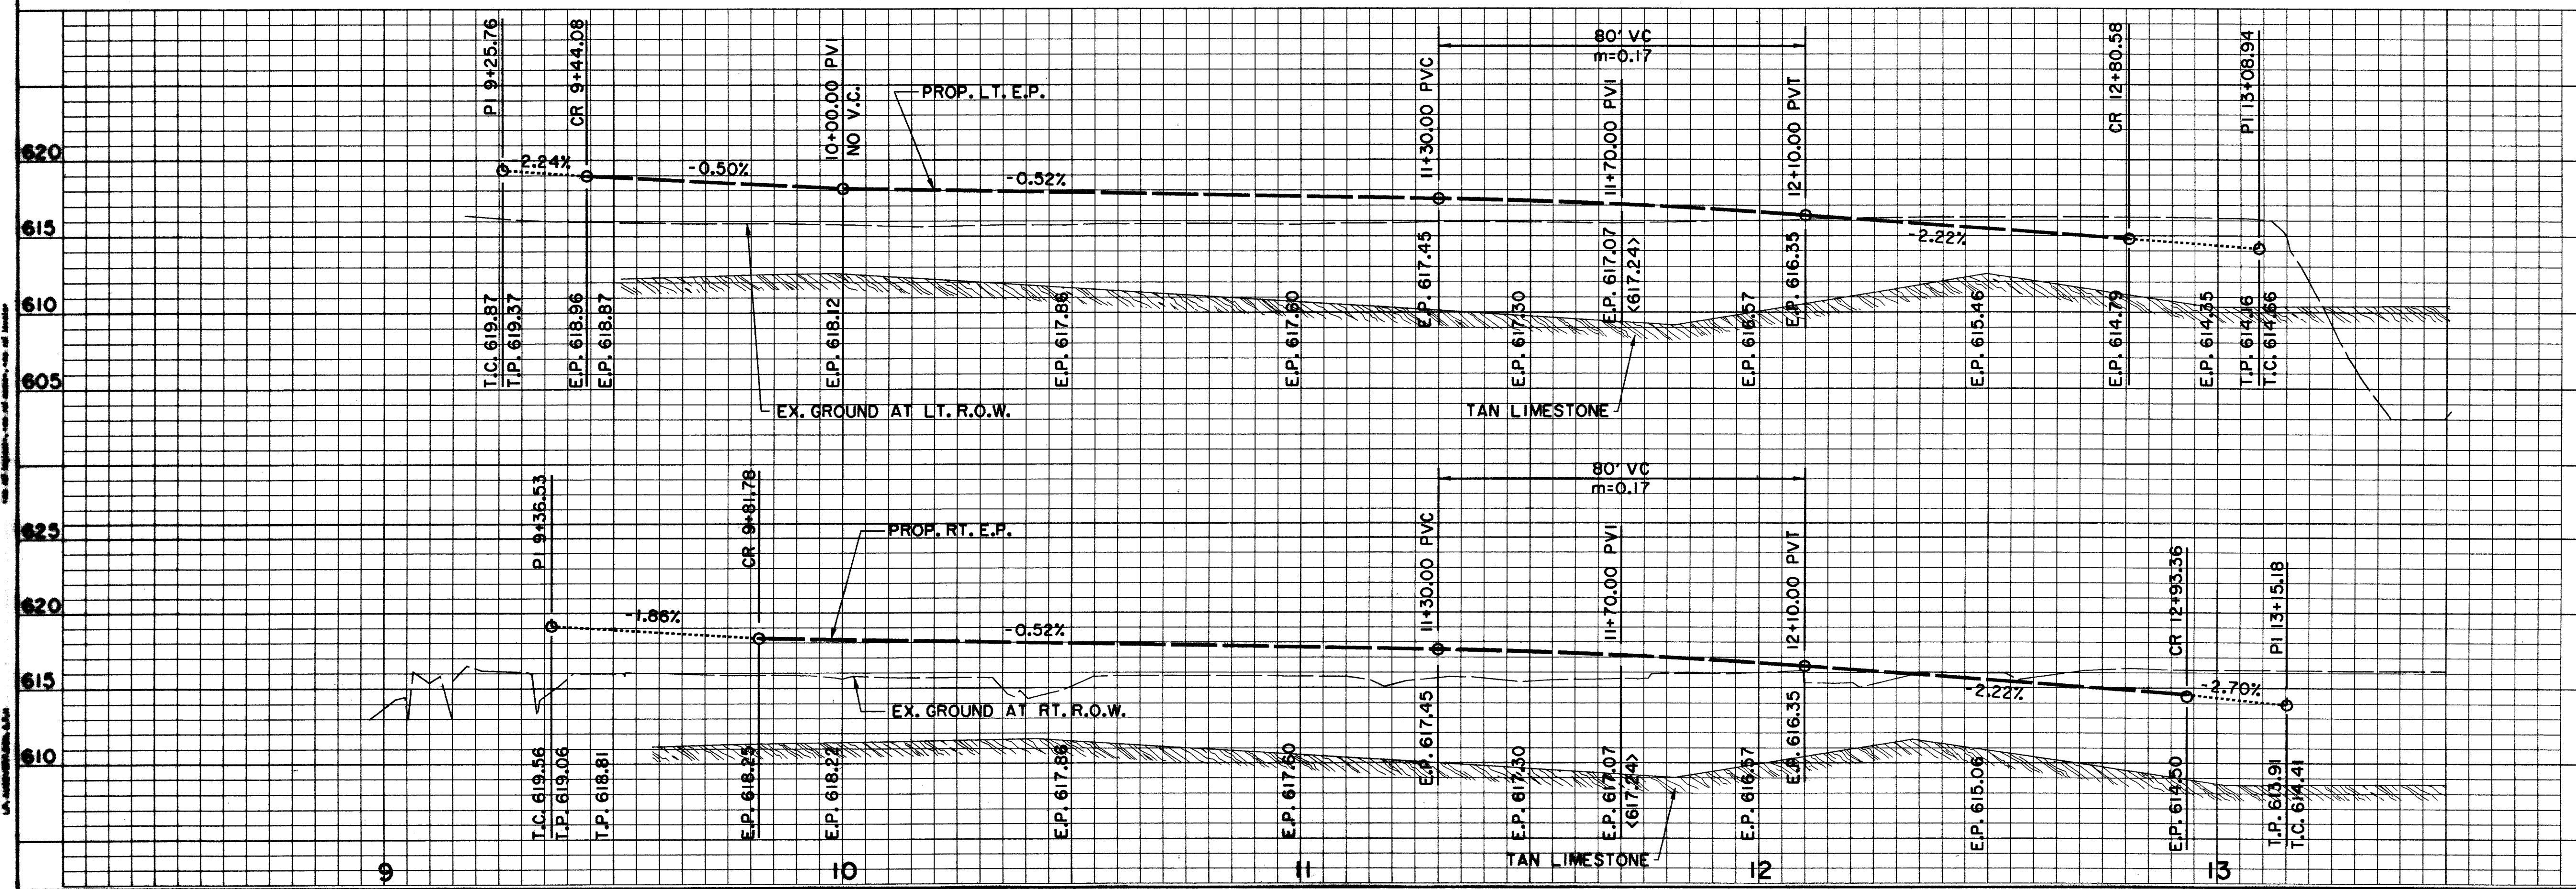 PI 9+25.76
CR 9+44.08
10+00.00 PVI
NO V.C.
PROP. LT. E.P.
11+30.00 PVC
80' VC
m=0.17
11+70.00 PVI
12+10.00 PVT
CR 12+80.58
PI 13+08.94
620
615
610
605
-2.24%
-0.50%
-0.52%
-2.22%
T.C. 619.87
T.P. 619.37
E.P. 618.96
E.P. 618.87
E.P. 618.12
E.P. 617.86
E.P. 617.60
E.P. 617.45
E.P. 617.30
E.P. 617.07
<617.24>
E.P. 616.57
E.P. 616.35
E.P. 615.46
E.P. 614.79
E.P. 614.35
T.P. 614.16
T.C. 614.66
EX. GROUND AT LT. R.O.W.
TAN LIMESTONE
PI 9+36.53
CR 9+81.78
PROP. RT. E.P.
11+30.00 PVC
80' VC
m=0.17
11+70.00 PVI
12+10.00 PVT
CR 12+93.36
PI 13+15.18
625
620
615
610
-1.86%
-0.52%
-2.22%
-2.70%
EX. GROUND AT RT. R.O.W.
T.C. 619.56
T.P. 619.06
T.P. 618.81
E.P. 618.25
E.P. 618.22
E.P. 617.86
E.P. 617.60
E.P. 617.45
E.P. 617.30
E.P. 617.07
<617.24>
E.P. 616.57
E.P. 616.35
E.P. 615.06
E.P. 614.50
T.P. 613.91
T.C. 614.41
TAN LIMESTONE
9
10
11
12
13